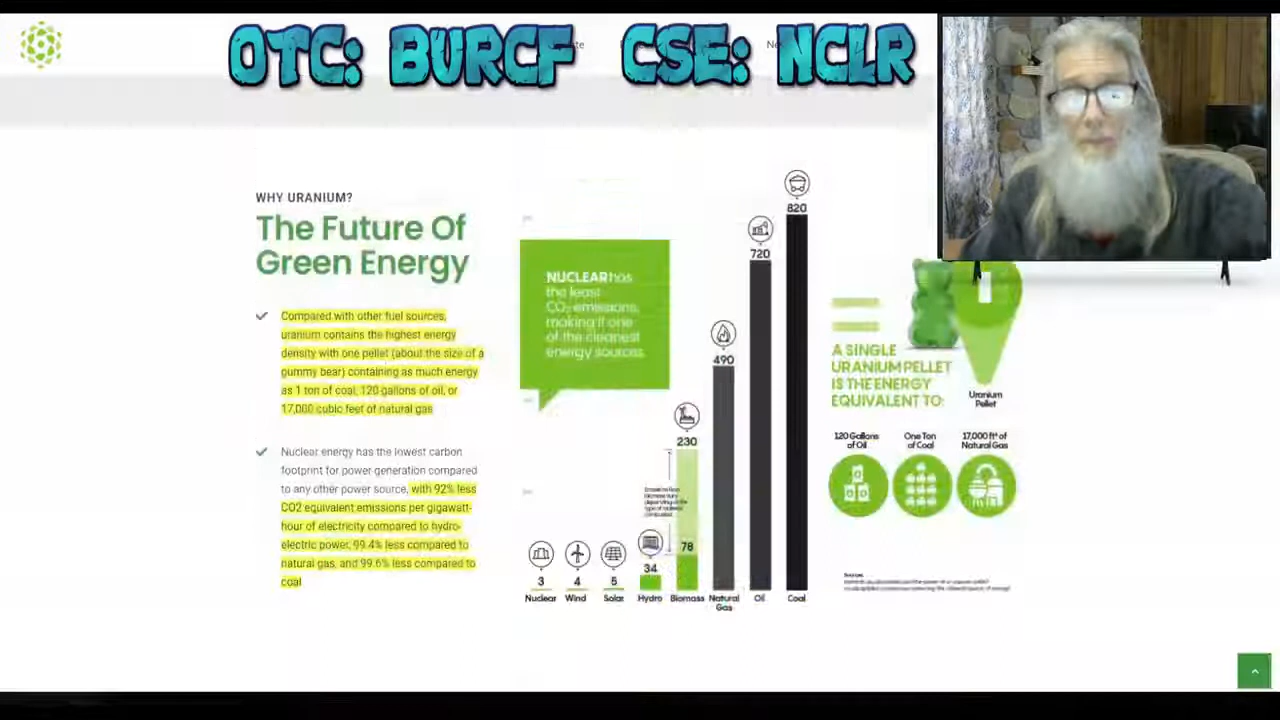 OTC: BURCF CSE: NCLR
WHY URANIUM?
The Future Of
Green Energy
Compared with other fuel sources,
uranium contains the highest energy
density with one pellet (about the size of a
gummy bear) containing as much energy
as 1 ton of coal, 120 gallons of oil, or
17,000 cubic feet of natural gas
Nuclear energy has the lowest carbon
footprint for power generation compared
to any other power source, with 92% less
CO2 equivalent emissions per gigawatt-
hour of electricity compared to hydro-
electric power, 99.4% less compared to
natural gas, and 99.6% less compared to
coal
NUCLEAR has
the least
CO2 emissions,
making it one
of the cleanest
energy sources.
820
720
490
230
78
34
5
4
3
Nuclear
Wind
Solar
Hydro
Biomass
Natural
Gas
Oil
Coal
A SINGLE
URANIUM PELLET
IS THE ENERGY
EQUIVALENT TO:
Uranium
Pellet
120 Gallons
of Oil
One Ton
of Coal
17,000 ft³ of
Natural Gas